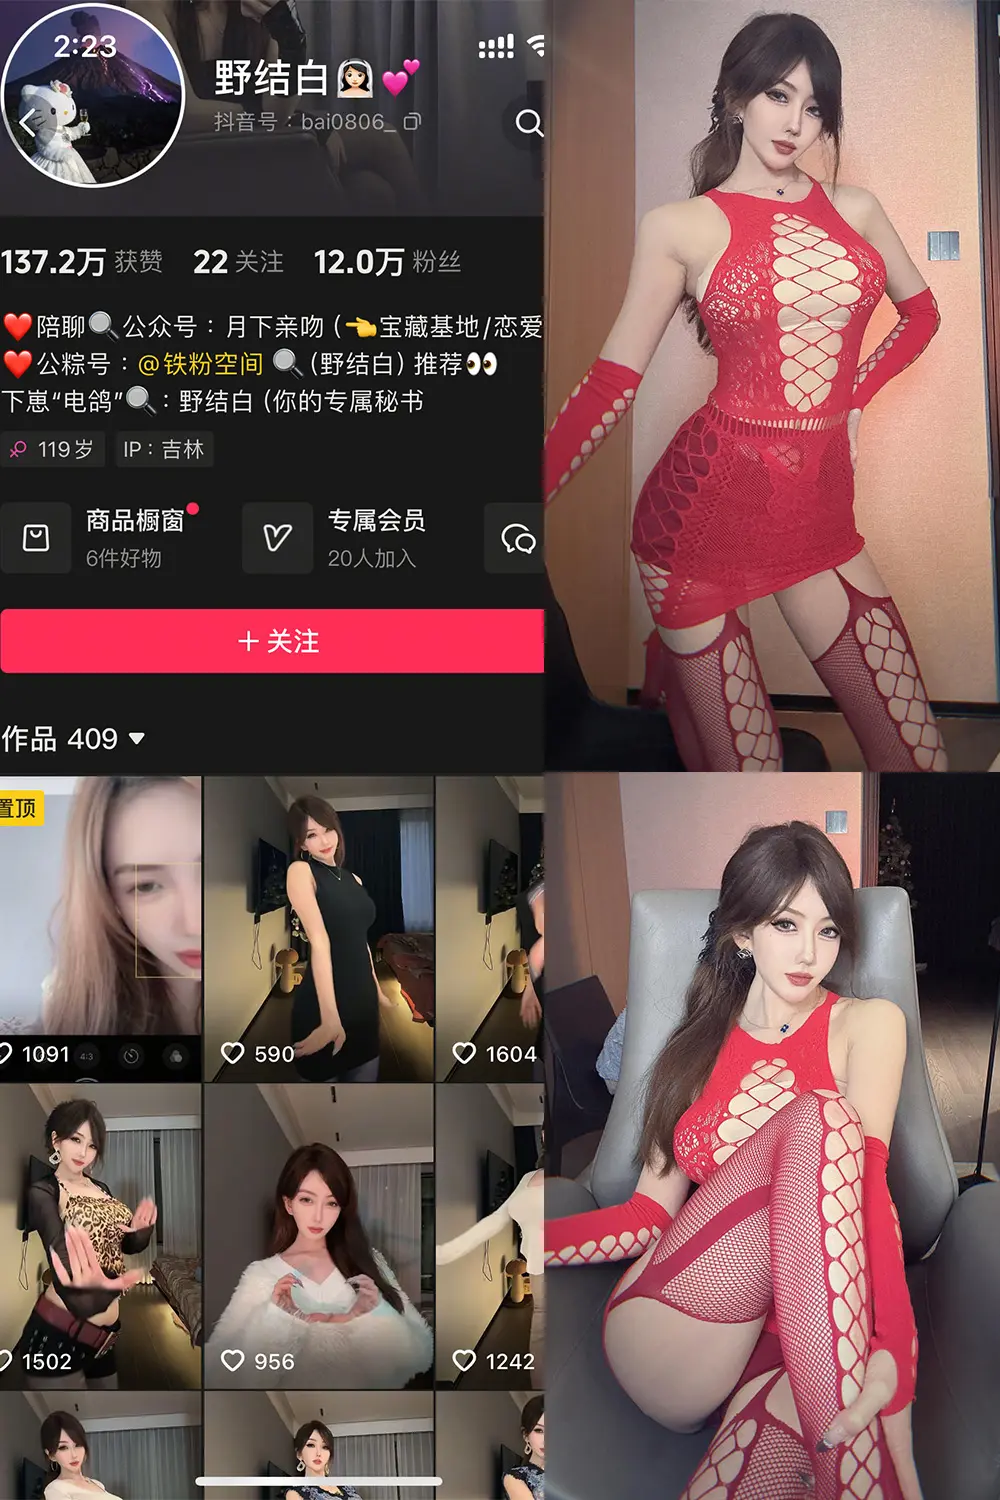 2:23
野结白👰🏻💕
抖音号：bai0806_
137.2万 获赞 22 关注 12.0万 粉丝
❤️陪聊🔍公众号：月下亲吻（👈宝藏基地/恋爱
❤️公粽号：@铁粉空间 🔍（野结白）推荐👀
下崽“电鸽”🔍：野结白（你的专属秘书
♀ 119岁 IP：吉林
商品橱窗 专属会员
6件好物 20人加入
+ 关注
作品 409 ▼
置顶
4:3
1091 590 1604
1502 956 1242